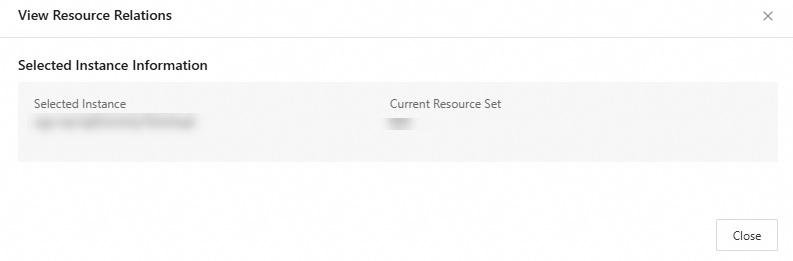 View Resource Relations
Selected Instance Information
Selected Instance
Current Resource Set
Close